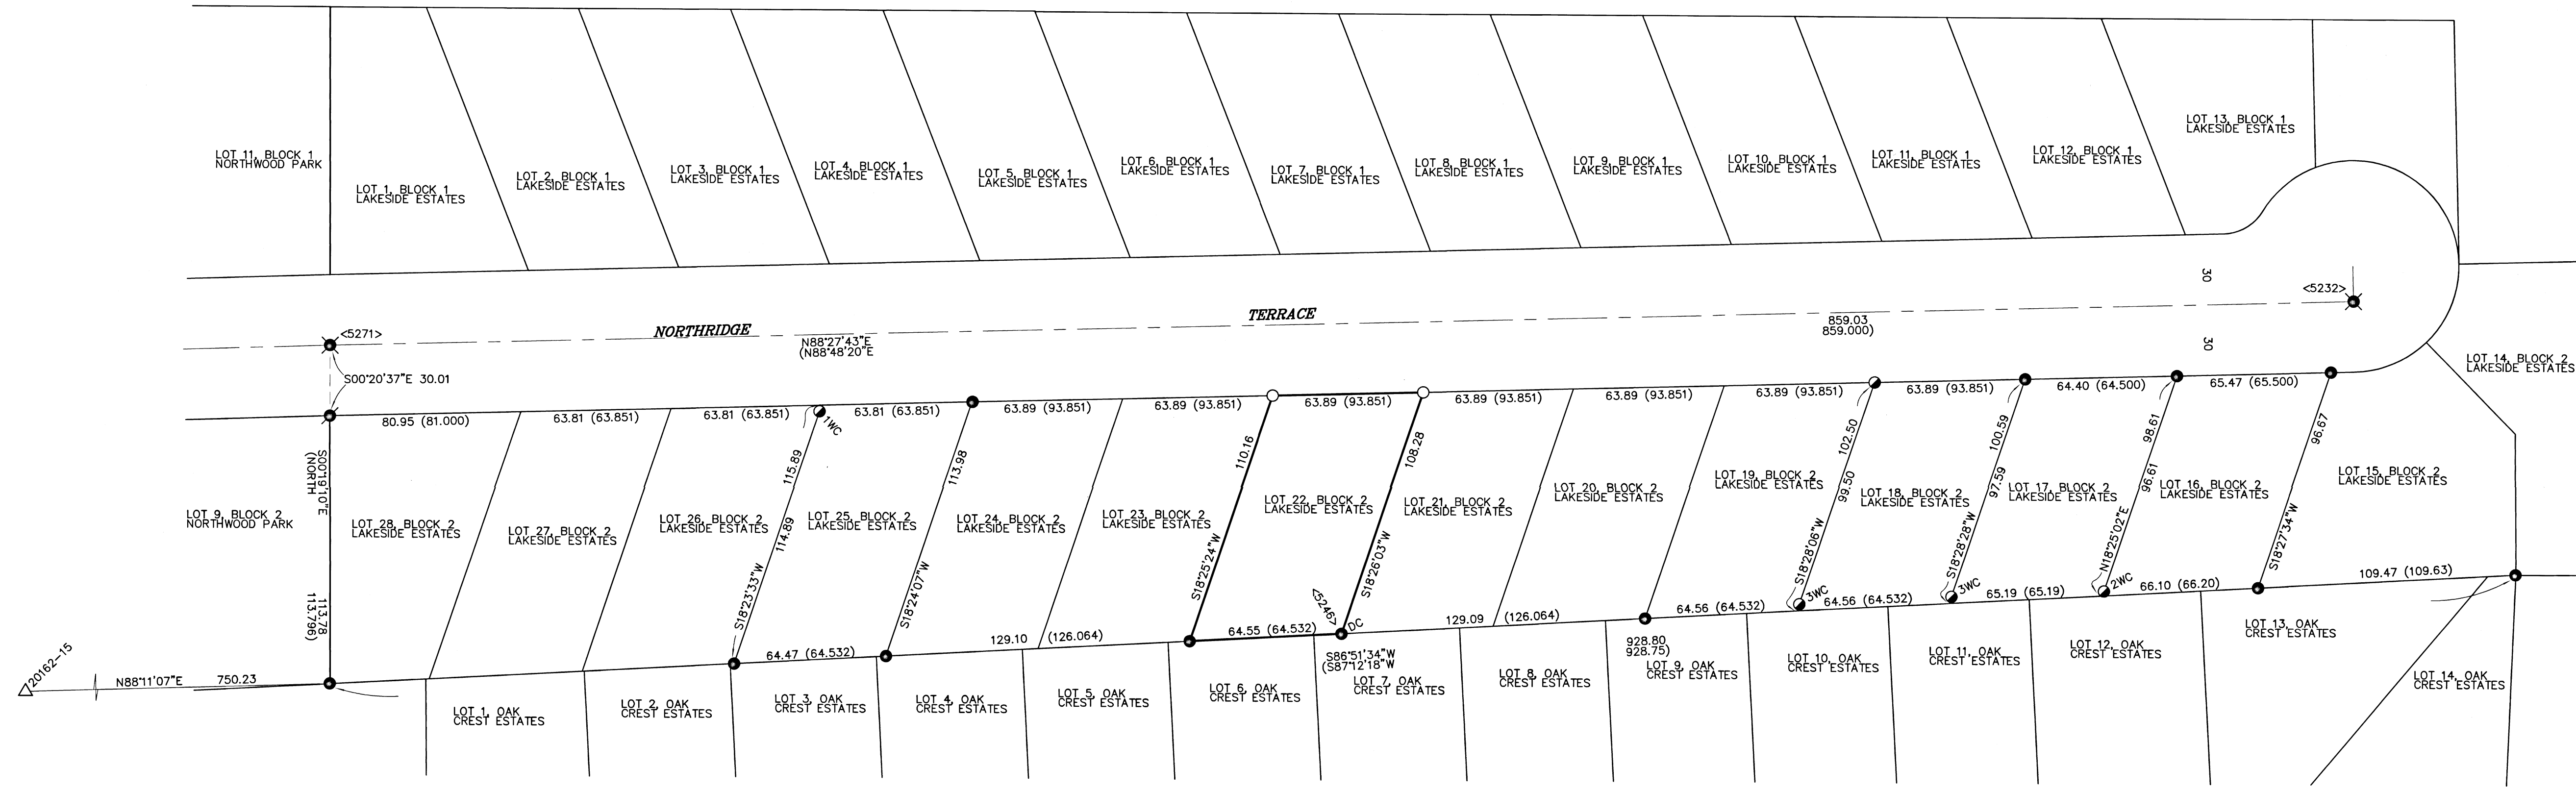 LOT 11, BLOCK 1
NORTHWOOD PARK
LOT 1, BLOCK 1
LAKESIDE ESTATES
LOT 2, BLOCK 1
LAKESIDE ESTATES
LOT 3, BLOCK 1
LAKESIDE ESTATES
LOT 4, BLOCK 1
LAKESIDE ESTATES
LOT 5, BLOCK 1
LAKESIDE ESTATES
LOT 6, BLOCK 1
LAKESIDE ESTATES
LOT 7, BLOCK 1
LAKESIDE ESTATES
LOT 8, BLOCK 1
LAKESIDE ESTATES
LOT 9, BLOCK 1
LAKESIDE ESTATES
LOT 10, BLOCK 1
LAKESIDE ESTATES
LOT 11, BLOCK 1
LAKESIDE ESTATES
LOT 12, BLOCK 1
LAKESIDE ESTATES
LOT 13, BLOCK 1
LAKESIDE ESTATES
<5271>
NORTHRIDGE
TERRACE
N88°27'43"E
(N88°48'20"E
859.03
859.000)
30
30
<5232>
S00°20'37"E 30.01
80.95 (81.000)
63.81 (63.851)
63.81 (63.851)
1WC
63.81 (63.851)
63.89 (93.851)
63.89 (93.851)
63.89 (93.851)
63.89 (93.851)
63.89 (93.851)
63.89 (93.851)
63.89 (93.851)
64.40 (64.500)
65.47 (65.500)
LOT 14, BLOCK 2
LAKESIDE ESTATES
S00°19'10"E
(NORTH
113.78
113.796)
115.89
114.89
S18°23'33"W
113.98
S18°24'07"W
110.16
S18°25'24"W
108.28
S18°26'03"W
102.50
99.50
S18°28'06"W
100.59
97.59
S18°28'28"W
98.61
96.61
N18°25'02"E
96.67
S18°27'34"W
LOT 9, BLOCK 2
NORTHWOOD PARK
LOT 28, BLOCK 2
LAKESIDE ESTATES
LOT 27, BLOCK 2
LAKESIDE ESTATES
LOT 26, BLOCK 2
LAKESIDE ESTATES
LOT 25, BLOCK 2
LAKESIDE ESTATES
LOT 24, BLOCK 2
LAKESIDE ESTATES
LOT 23, BLOCK 2
LAKESIDE ESTATES
LOT 22, BLOCK 2
LAKESIDE ESTATES
LOT 21, BLOCK 2
LAKESIDE ESTATES
LOT 20, BLOCK 2
LAKESIDE ESTATES
LOT 19, BLOCK 2
LAKESIDE ESTATES
LOT 18, BLOCK 2
LAKESIDE ESTATES
LOT 17, BLOCK 2
LAKESIDE ESTATES
LOT 16, BLOCK 2
LAKESIDE ESTATES
LOT 15, BLOCK 2
LAKESIDE ESTATES
20162-15
N88°11'07"E
750.23
64.47 (64.532)
129.10 (126.064)
64.55 (64.532)
<5246>
DC
129.09 (126.064)
64.56 (64.532)
3WC
64.56 (64.532)
3WC
65.19 (65.19)
2WC
66.10 (66.20)
109.47 (109.63)
S86°51'34"W
(S87°12'18"W
928.80
928.75)
LOT 1, OAK
CREST ESTATES
LOT 2, OAK
CREST ESTATES
LOT 3, OAK
CREST ESTATES
LOT 4, OAK
CREST ESTATES
LOT 5, OAK
CREST ESTATES
LOT 6, OAK
CREST ESTATES
LOT 7, OAK
CREST ESTATES
LOT 8, OAK
CREST ESTATES
LOT 9, OAK
CREST ESTATES
LOT 10, OAK
CREST ESTATES
LOT 11, OAK
CREST ESTATES
LOT 12, OAK
CREST ESTATES
LOT 13, OAK
CREST ESTATES
LOT 14, OAK
CREST ESTATES